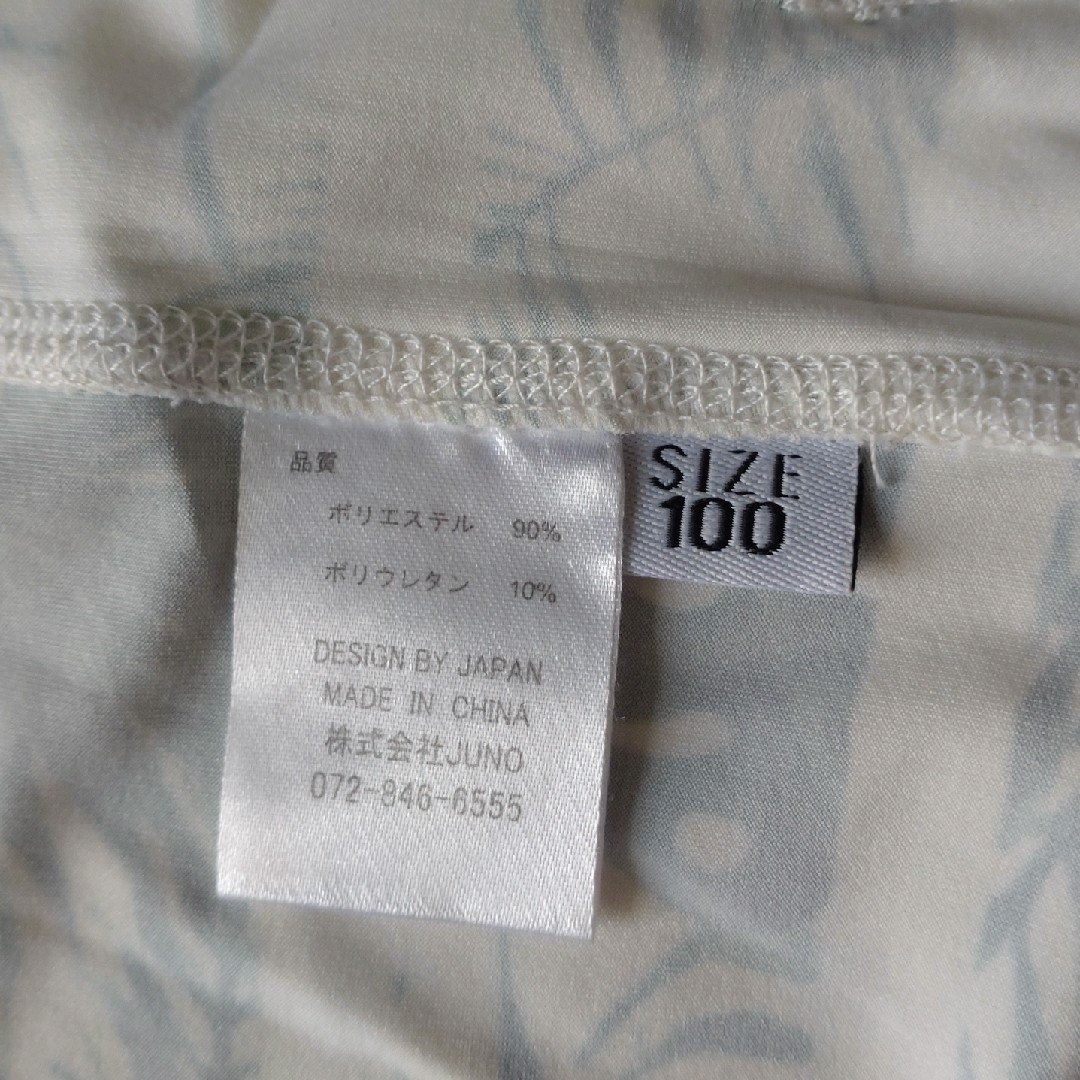 品質
ポリエステル 90%
ポリウレタン 10%
DESIGN BY JAPAN
MADE IN CHINA
株式会社JUNO
072-846-6555
SIZE
100